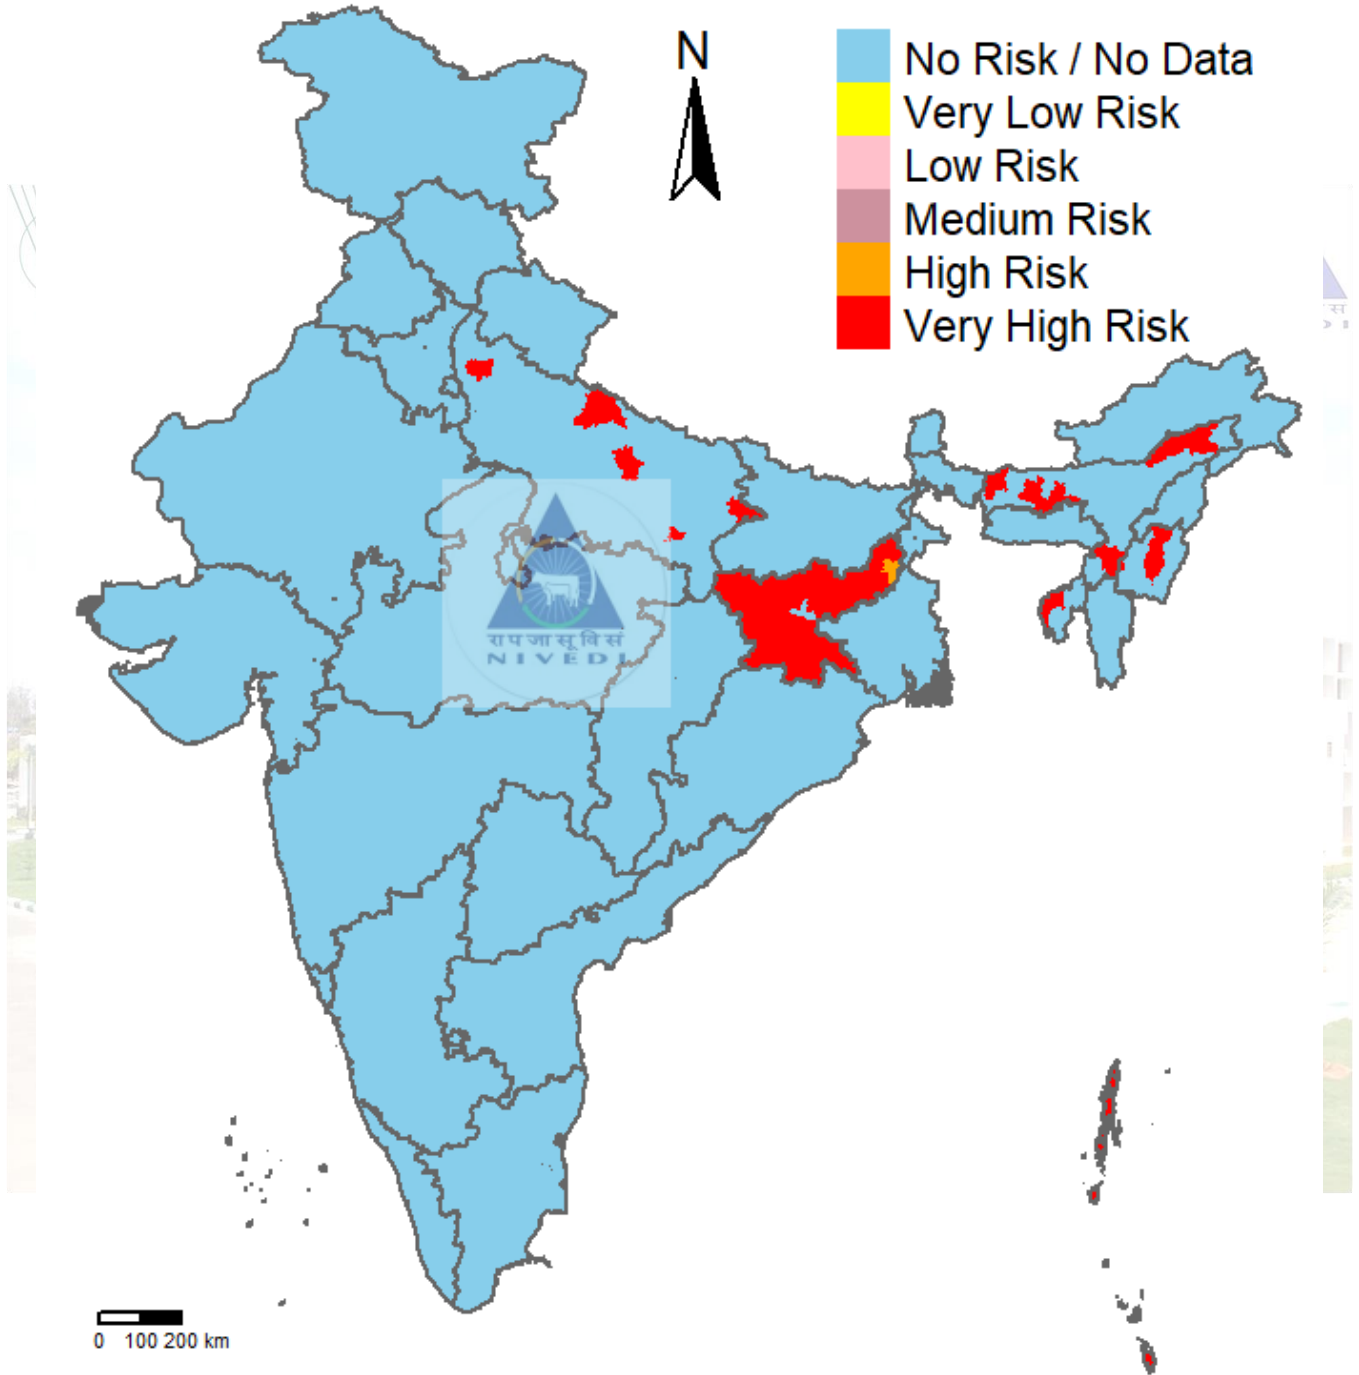 N
No Risk / No Data
Very Low Risk
Low Risk
Medium Risk
High Risk
Very High Risk
रा प जा सू वि सं
NIVEDI
0 100 200 km